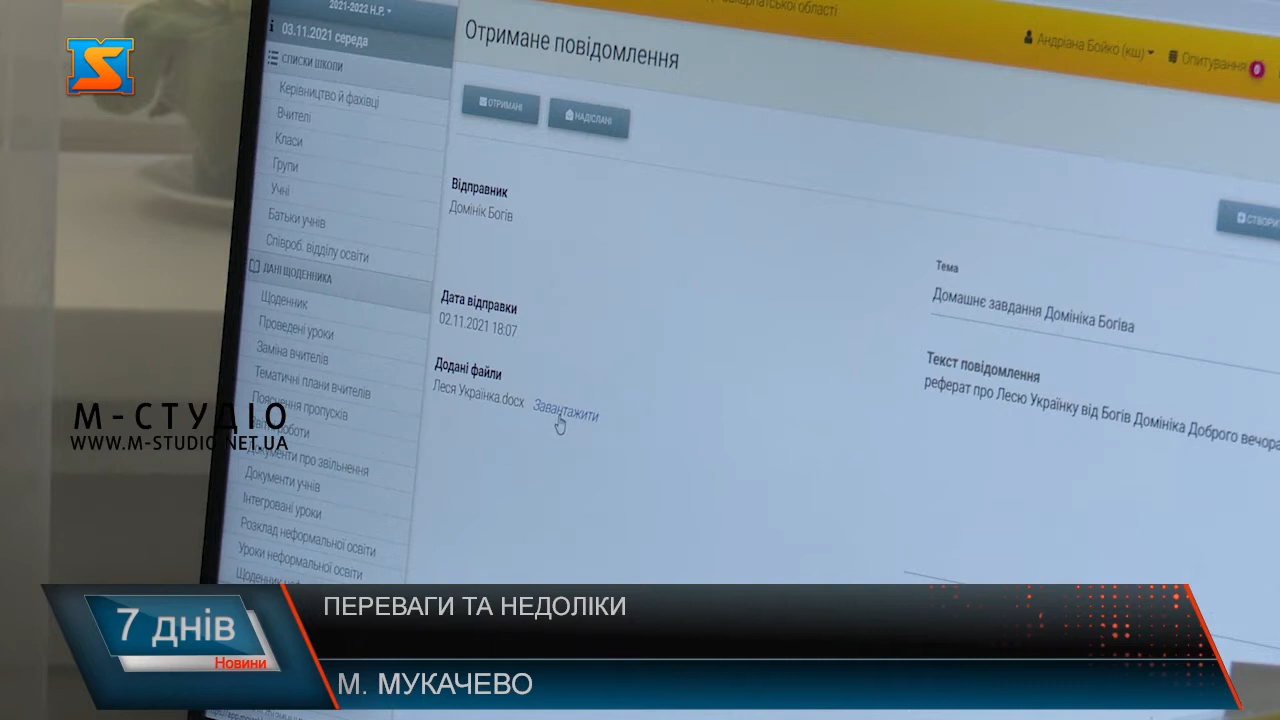 2021-2022 Н.Р.
03.11.2021 середа
СПИСКИ ШКОЛИ
Керівництво й фахівці
Вчителі
Класи
Групи
Учні
Батьки учнів
Співроб. відділу освіти
ДАНІ ЩОДЕННИКА
Щоденник
Проведені уроки
Заміна вчителів
Тематичні плани вчителів
Пояснення пропусків
роботи
Документи про звільнення
Документи учнів
Інтегровані уроки
Розклад неформальної освіти
Уроки неформальної освіти
Щоденник
області
Андріана Бойко (кш)
Опитування 0
Отримане повідомлення
ОТРИМАНІ
НАДІСЛАНІ
Відправник
Домінік Богів
Дата відправки
02.11.2021 18:07
Додані файли
Леся Українка.docx Завантажити
Тема
Домашнє завдання Домініка Богіва
Текст повідомлення
реферат про Лесю Українку від Богів Домініка Доброго вечора
М-СТУДІО
WWW.M-STUDIO.NET.UA
7 днів
Новини
ПЕРЕВАГИ ТА НЕДОЛІКИ
М. МУКАЧЕВО